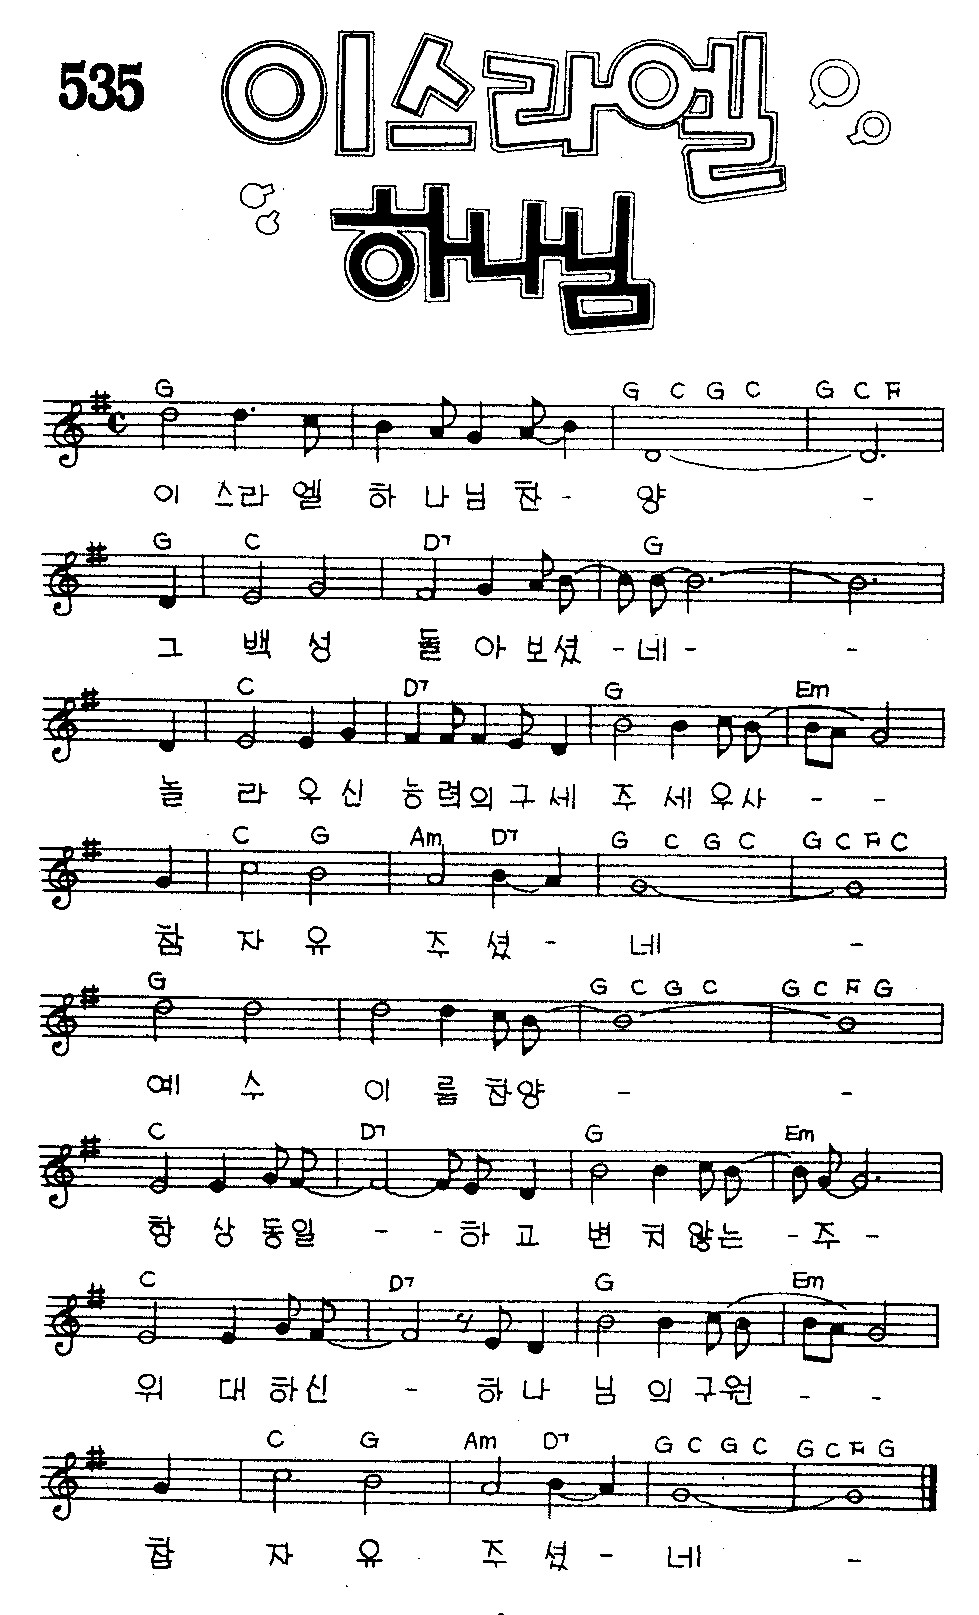 535
이스라엘
하나님
G G C G C G C F
이 스라 엘 하 나 님 찬 - 양 -
G C D7 G
그 백 성 돌 아 보셨 - 네 - -
C D7 G Em
놀 라 우 신 능 력의 구 세 주 세 우사 - -
C G Am D7 G C G C G C F C
참 자 유 주 셨 - 네 -
G G C G C G C F G
예 수 이 름 찬양 - -
C D7 G Em
항 상 동일 - - 하 고 변 치 않는 - 주 -
C D7 G Em
위 대 하신 - 하 나 님 의 구원 - -
C G Am D7 G C G C G C F G
참 자 유 주 셨 - 네 -